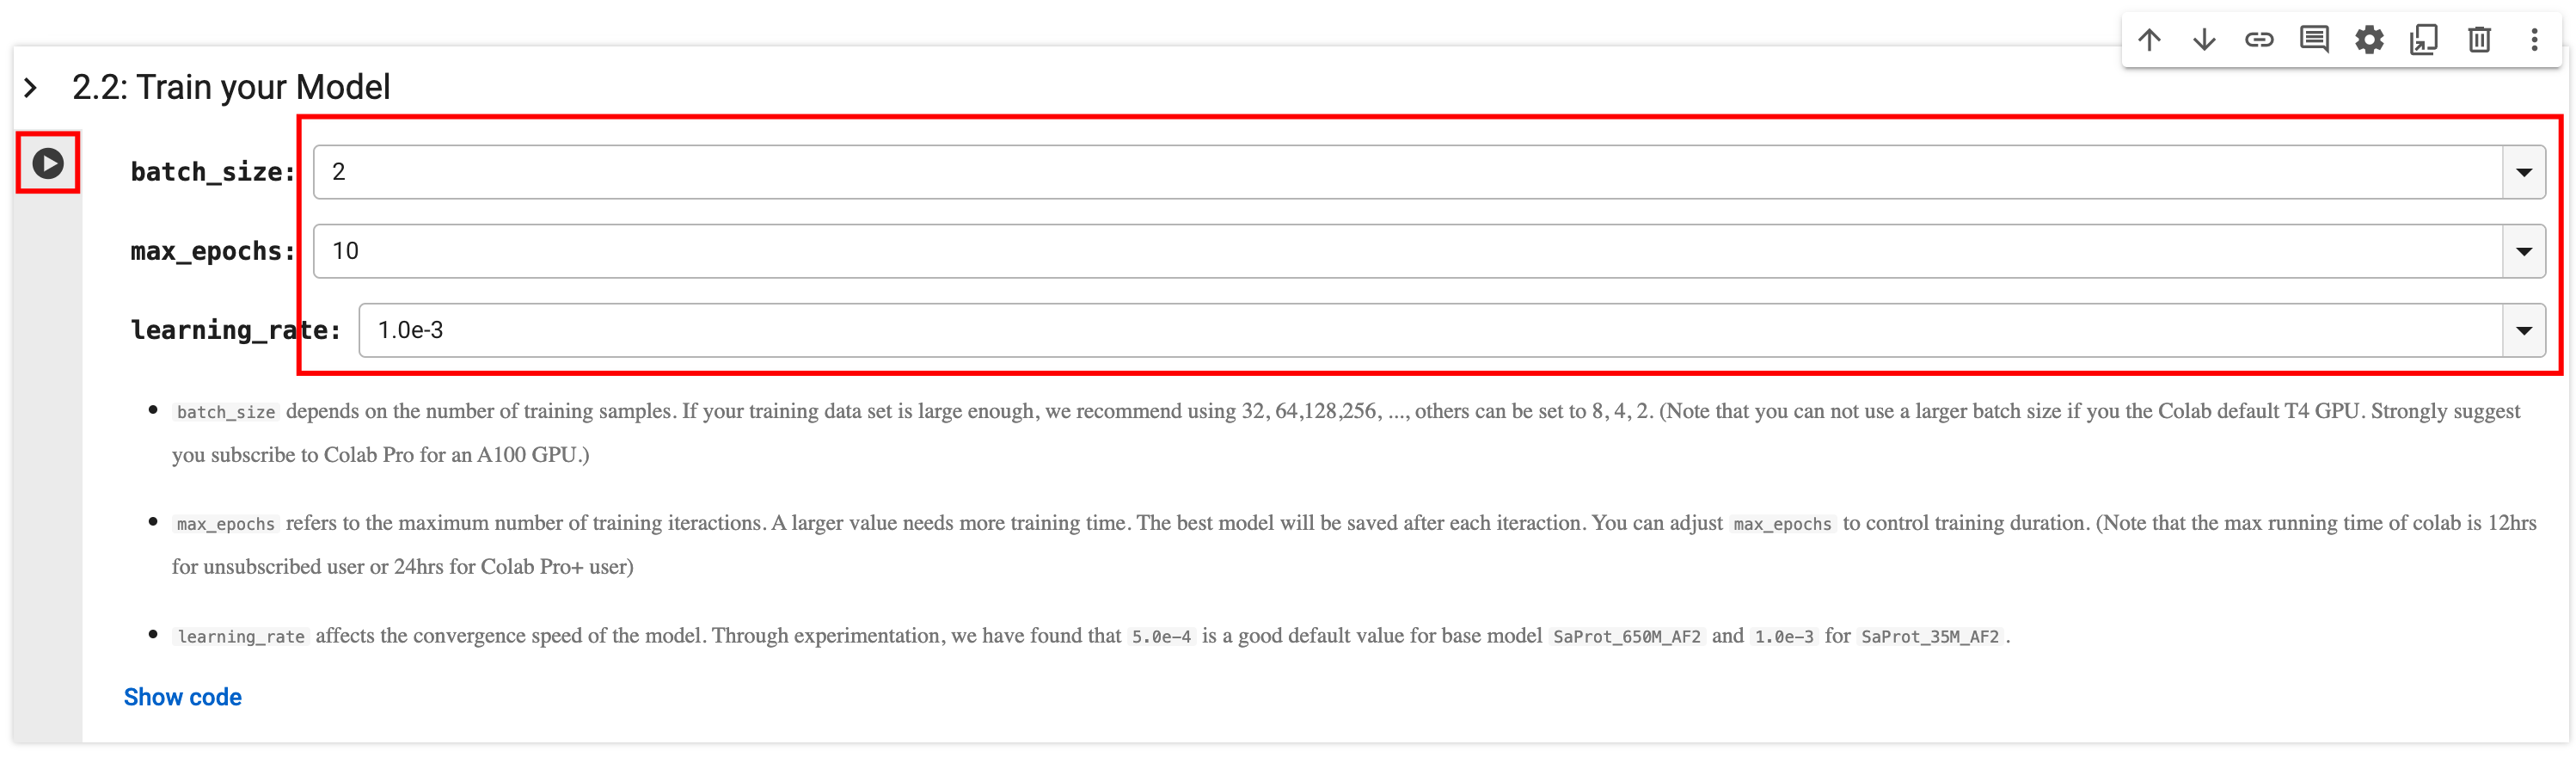 2.2: Train your Model
batch_size: 2
max_epochs: 10
learning_rate: 1.0e-3
batch_size depends on the number of training samples. If your training data set is large enough, we recommend using 32, 64,128,256, ..., others can be set to 8, 4, 2. (Note that you can not use a larger batch size if you the Colab default T4 GPU. Strongly suggest
you subscribe to Colab Pro for an A100 GPU.)
max_epochs refers to the maximum number of training iteractions. A larger value needs more training time. The best model will be saved after each iteraction. You can adjust max_epochs to control training duration. (Note that the max running time of colab is 12hrs
for unsubscribed user or 24hrs for Colab Pro+ user)
learning_rate affects the convergence speed of the model. Through experimentation, we have found that 5.0e-4 is a good default value for base model SaProt_650M_AF2 and 1.0e-3 for SaProt_35M_AF2 .
Show code